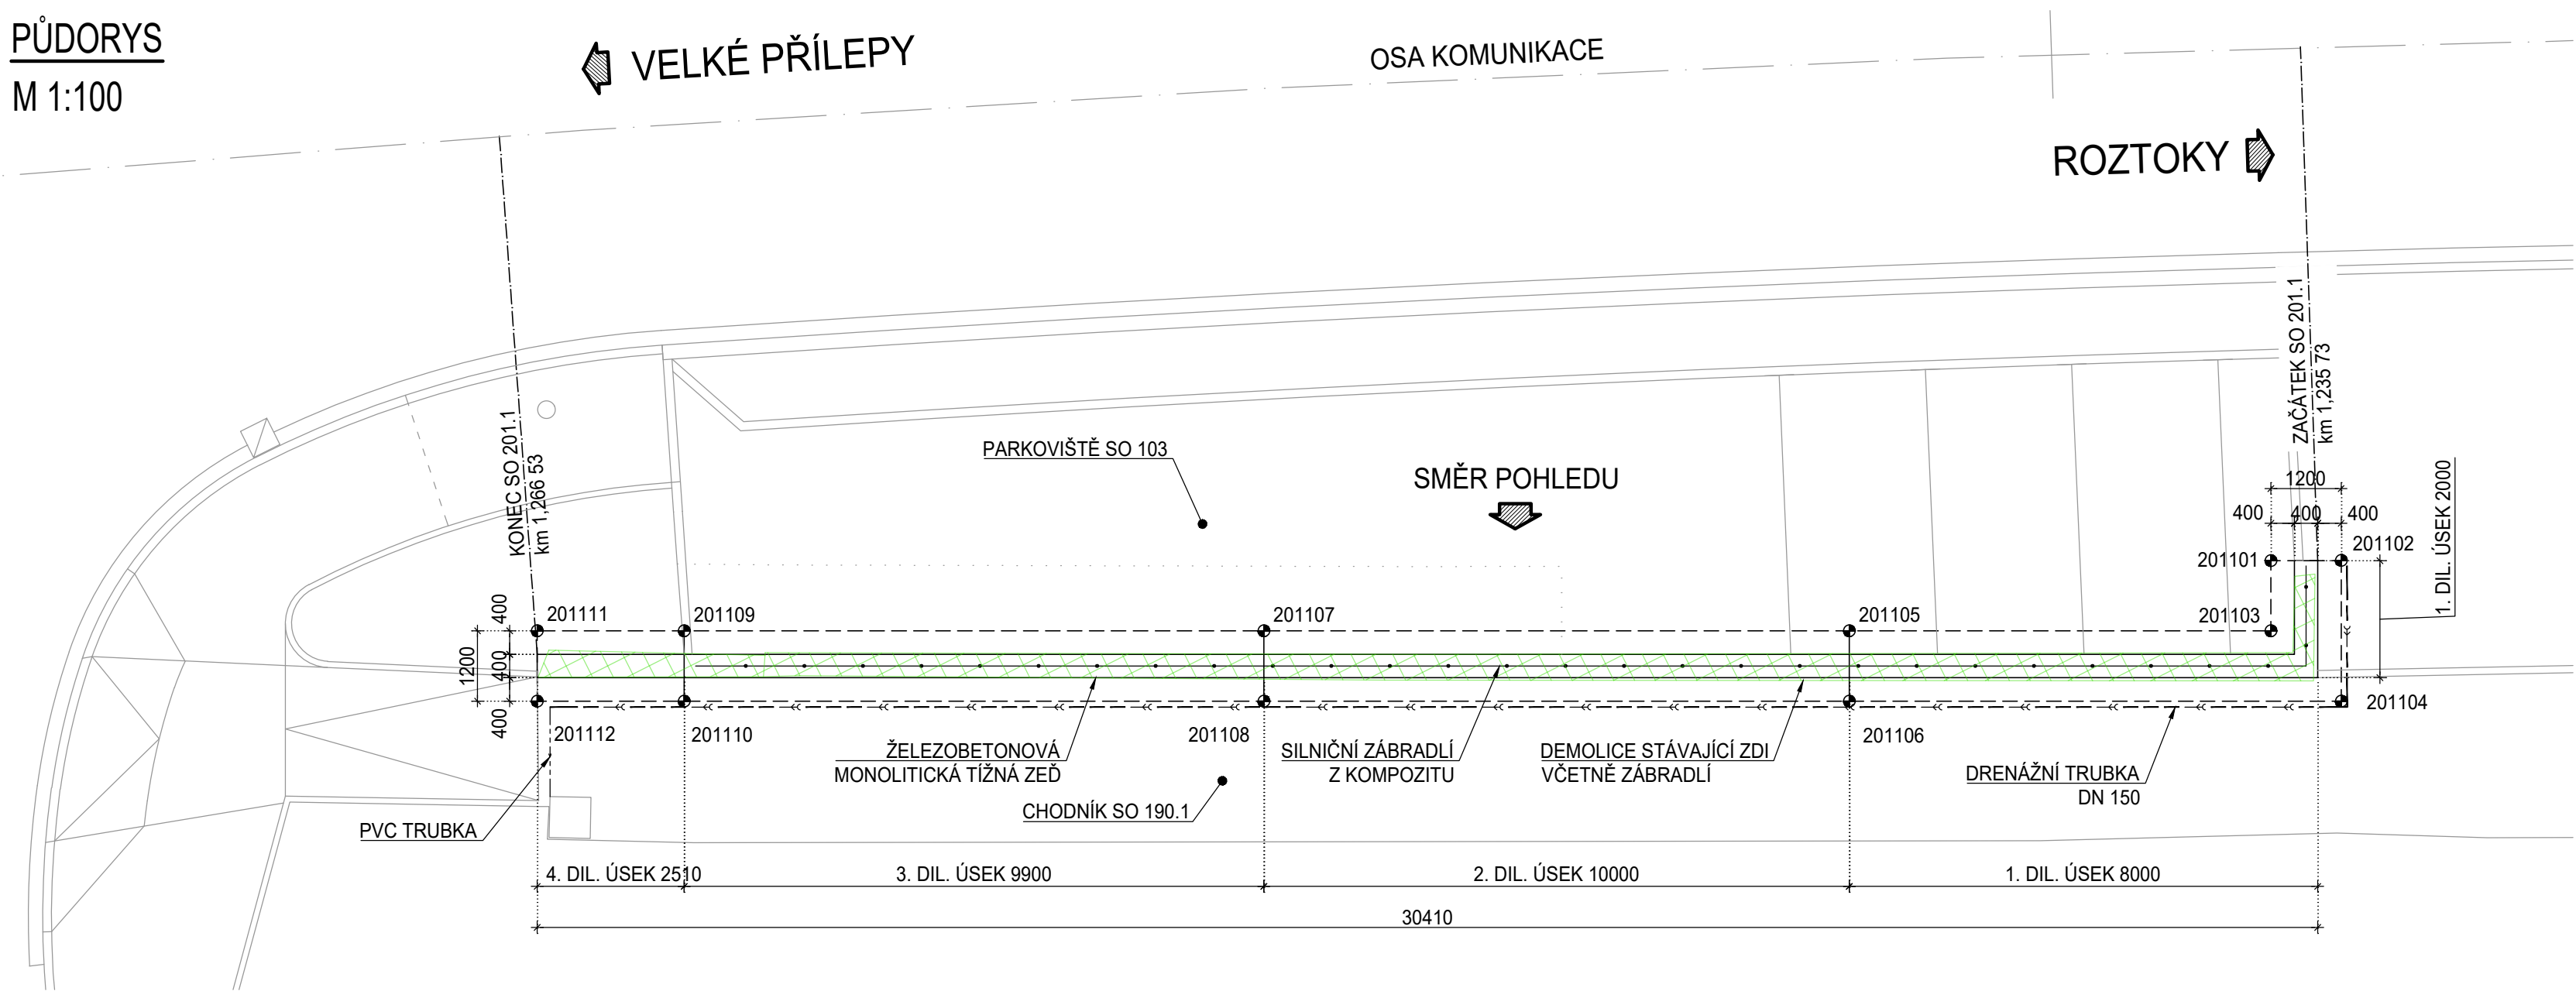 PŮDORYS
M 1:100
VELKÉ PŘÍLEPY
OSA KOMUNIKACE
ROZTOKY
KONEC SO 201.1
km 1,266 53
ZAČÁTEK SO 201.1
km 1,235 73
PARKOVIŠTĚ SO 103
SMĚR POHLEDU
1200
400
400
400
1. DIL. ÚSEK 2000
201101
201102
201103
201104
201111
201109
201107
201105
400
400
400
1200
201112
201110
201108
201106
ŽELEZOBETONOVÁ
MONOLITICKÁ TÍŽNÁ ZEĎ
SILNIČNÍ ZÁBRADLÍ
Z KOMPOZITU
DEMOLICE STÁVAJÍCÍ ZDI
VČETNĚ ZÁBRADLÍ
DRENÁŽNÍ TRUBKA
DN 150
CHODNÍK SO 190.1
PVC TRUBKA
4. DIL. ÚSEK 2510
3. DIL. ÚSEK 9900
2. DIL. ÚSEK 10000
1. DIL. ÚSEK 8000
30410